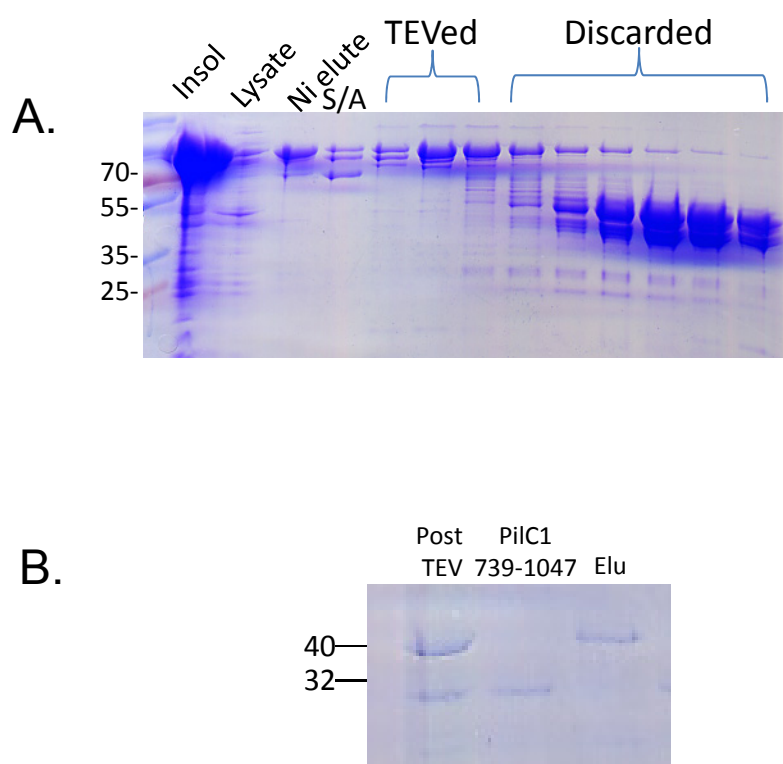 A.
Insol
Lysate
Ni elute
S/A
TEVed
Discarded
70-
55-
35-
25-
B.
Post
TEV
PilC1
739-1047
Elu
40
32